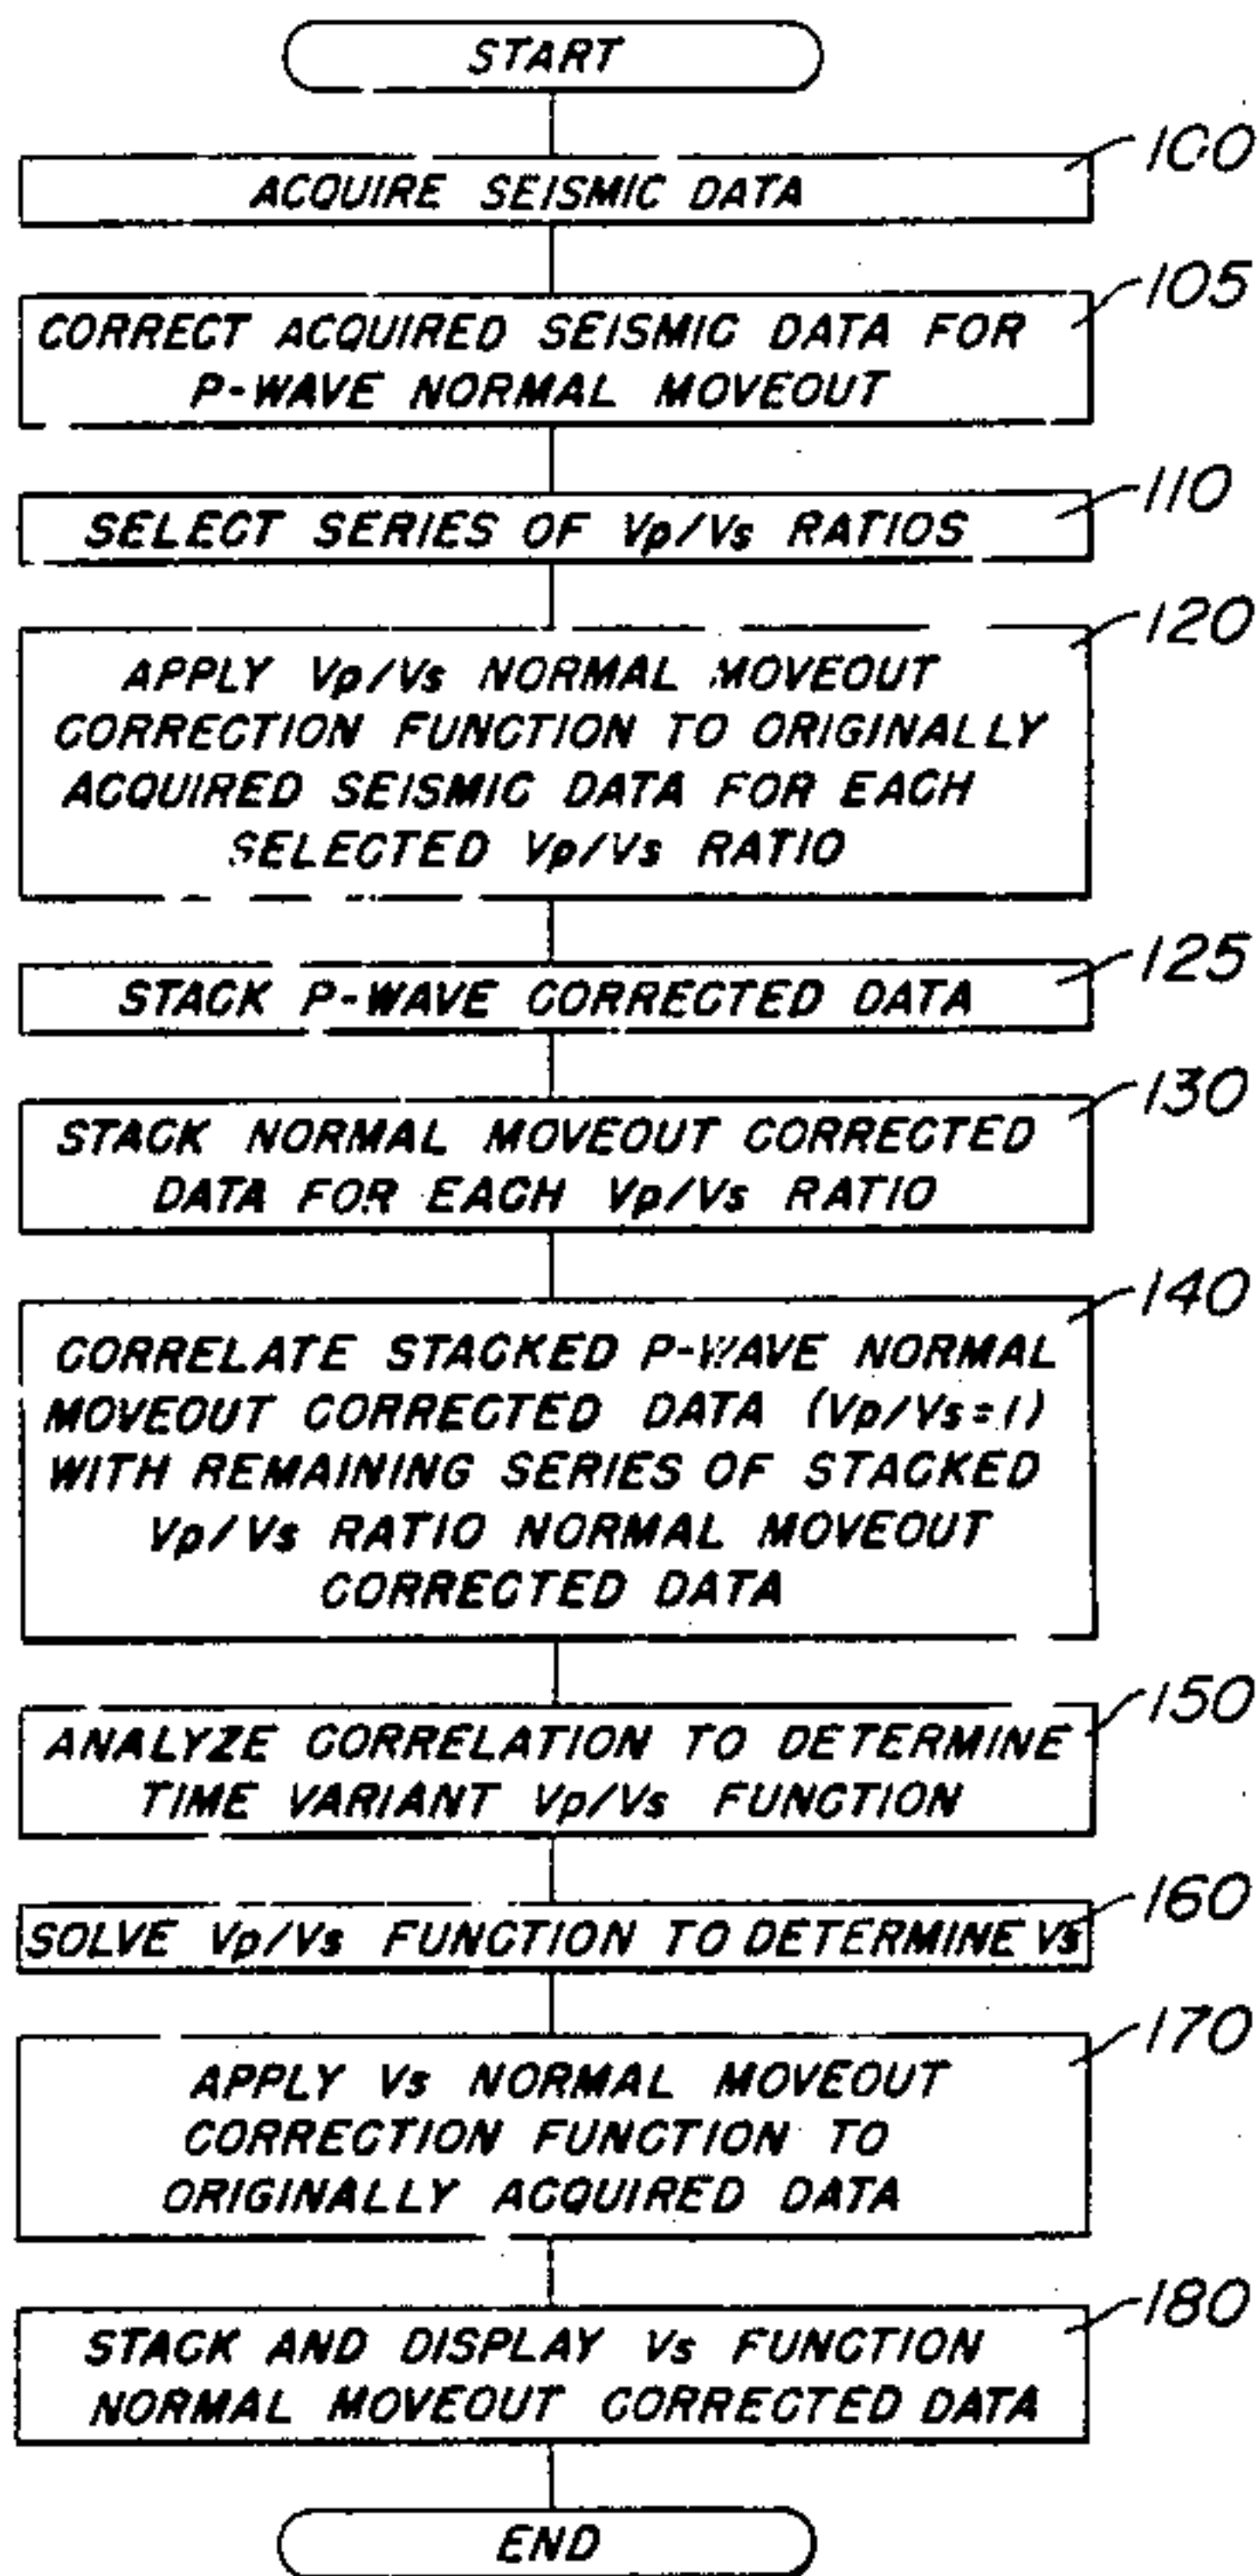 START
100
ACQUIRE SEISMIC DATA
105
CORRECT ACQUIRED SEISMIC DATA FOR
P-WAVE NORMAL MOVEOUT
110
SELECT SERIES OF Vp/Vs RATIOS
120
APPLY Vp/Vs NORMAL MOVEOUT
CORRECTION FUNCTION TO ORIGINALLY
ACQUIRED SEISMIC DATA FOR EACH
SELECTED Vp/Vs RATIO
125
STACK P-WAVE CORRECTED DATA
130
STACK NORMAL MOVEOUT CORRECTED
DATA FOR EACH Vp/Vs RATIO
140
CORRELATE STACKED P-WAVE NORMAL
MOVEOUT CORRECTED DATA (Vp/Vs=1)
WITH REMAINING SERIES OF STACKED
Vp/Vs RATIO NORMAL MOVEOUT
CORRECTED DATA
150
ANALYZE CORRELATION TO DETERMINE
TIME VARIANT Vp/Vs FUNCTION
160
SOLVE Vp/Vs FUNCTION TO DETERMINE Vs
170
APPLY Vs NORMAL MOVEOUT
CORRECTION FUNCTION TO
ORIGINALLY ACQUIRED DATA
180
STACK AND DISPLAY Vs FUNCTION
NORMAL MOVEOUT CORRECTED DATA
END